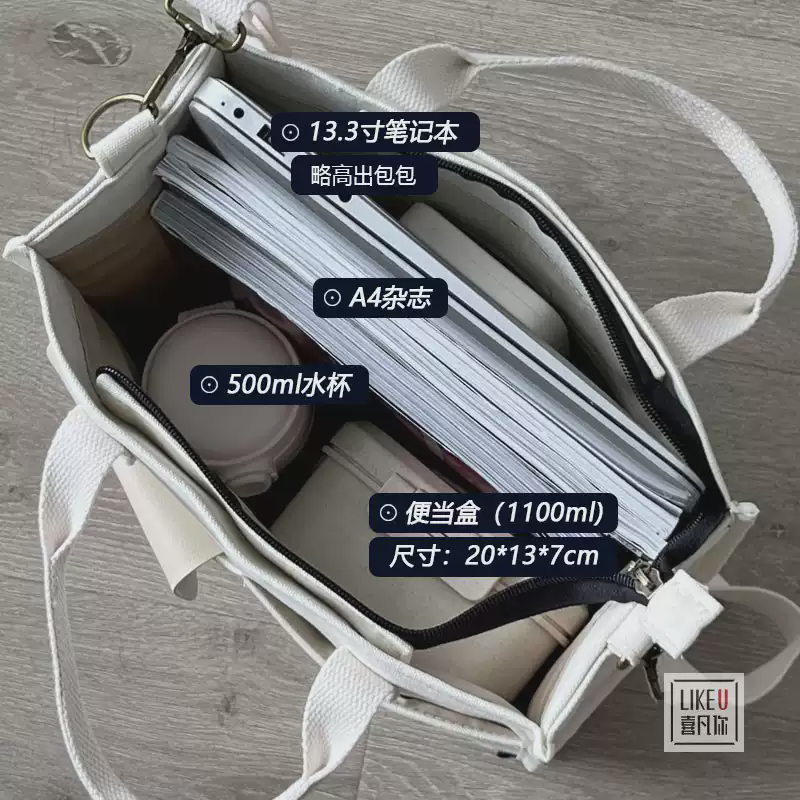 ⊙ 13.3寸笔记本
略高出包包
⊙ A4杂志
⊙ 500ml水杯
⊙ 便当盒（1100ml）
尺寸：20*13*7cm
LIKEU
喜凡你